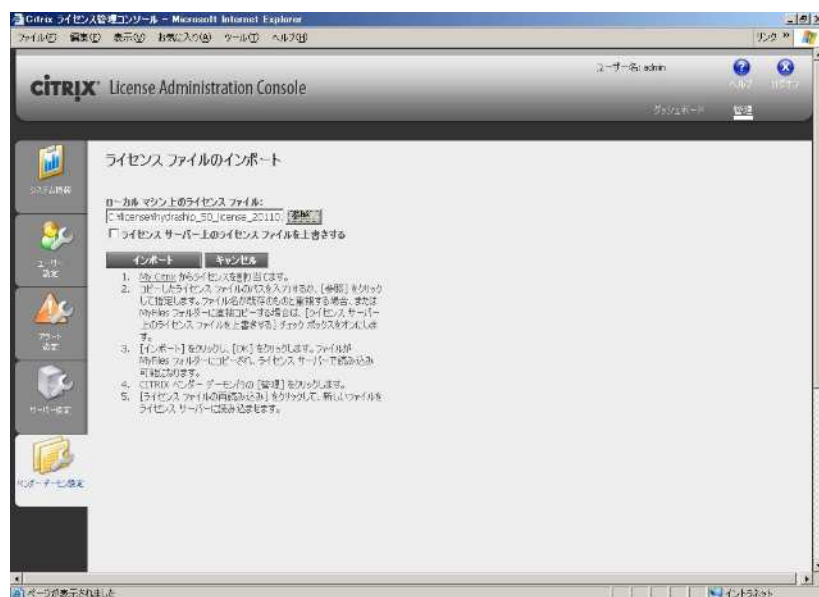 Citrix ライセンス管理コンソール - Microsoft Internet Explorer
ファイル(F) 編集(E) 表示(V) お気に入り(A) ツール(T) ヘルプ(H)
リンク »
CITRIX License Administration Console
ユーザー名: admin
ヘルプ
ダッシュボード 管理
システム情報
ユーザー設定
アラート設定
サーバー設定
ベンダーデーモン設定
ライセンス ファイルのインポート
ローカル マシン上のライセンス ファイル:
参照...
ライセンス サーバー上のライセンス ファイルを上書きする
インポート キャンセル
1. My Citrix からライセンスを割り当てます。
2. コピーしたライセンス ファイルのパスを入力するか、[参照] をクリック
して指定します。ファイル名が既存のものと重複する場合、または
MyFiles フォルダーに直接コピーする場合は、[ライセンス サーバー
上のライセンス ファイルを上書きする] チェック ボックスをオンにしま
す。
3. [インポート] をクリックし、[OK] をクリックします。ファイルが
MyFiles フォルダーにコピーされ、ライセンス サーバーで読み込み
可能になります。
4. CITRIX ベンダー デーモン行の [管理] をクリックします。
5. [ライセンス ファイルの再読み込み] をクリックして、新しいファイルを
ライセンス サーバーに読み込ませます。
ページが表示されました
イントラネット